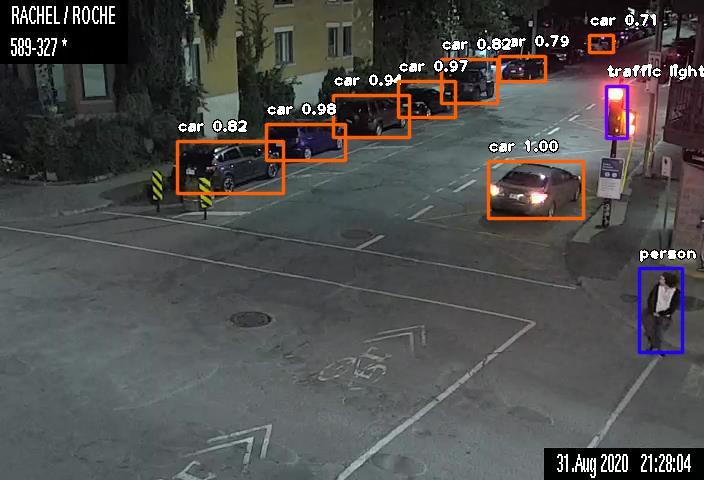 RACHEL / ROCHE
589-327 *
car 0.71
car 0.82
car 0.79
car 0.94
car 0.97
traffic light
car 0.98
car 0.82
car 1.00
person
31.Aug 2020 21:28:04